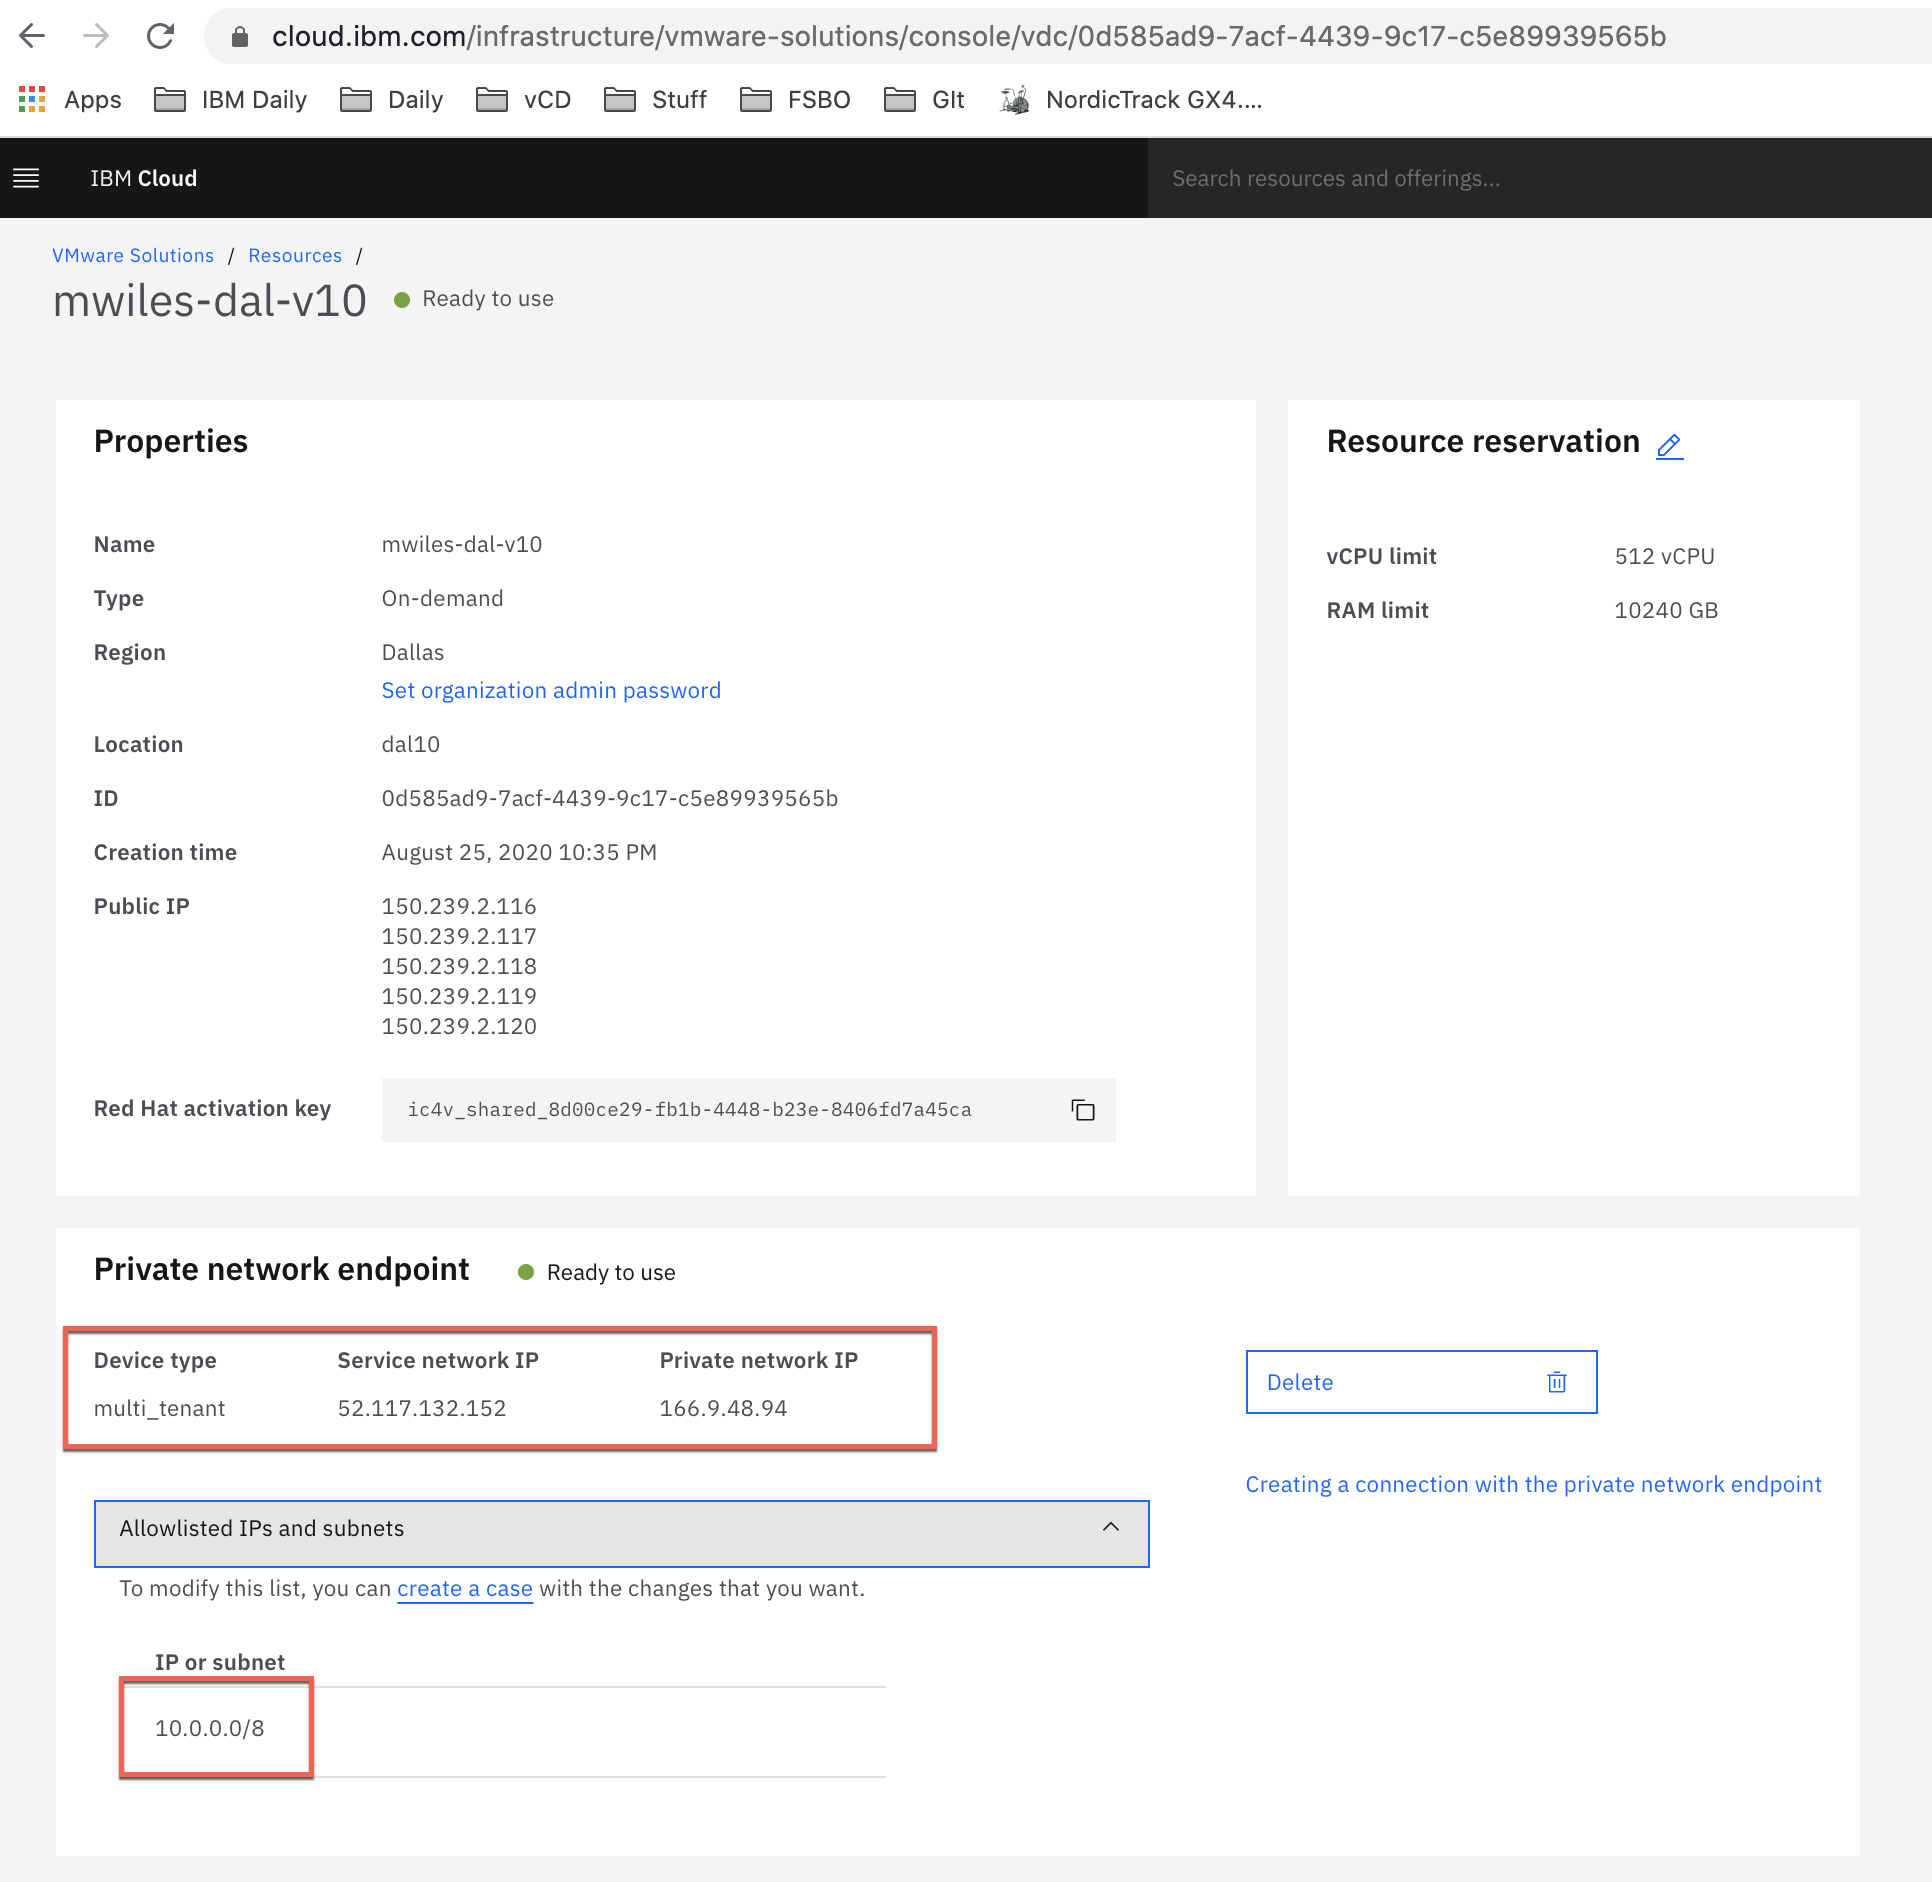 cloud.ibm.com/infrastructure/vmware-solutions/console/vdc/0d585ad9-7acf-4439-9c17-c5e89939565b
Apps IBM Daily Daily vCD Stuff FSBO GIt NordicTrack GX4....
IBM Cloud Search resources and offerings...
VMware Solutions / Resources /
mwiles-dal-v10 Ready to use
Properties
Name mwiles-dal-v10
Type On-demand
Region Dallas
Set organization admin password
Location dal10
ID 0d585ad9-7acf-4439-9c17-c5e89939565b
Creation time August 25, 2020 10:35 PM
Public IP 150.239.2.116
150.239.2.117
150.239.2.118
150.239.2.119
150.239.2.120
Red Hat activation key ic4v_shared_8d00ce29-fb1b-4448-b23e-8406fd7a45ca
Resource reservation
vCPU limit 512 vCPU
RAM limit 10240 GB
Private network endpoint Ready to use
Device type Service network IP Private network IP
multi_tenant 52.117.132.152 166.9.48.94
Delete
Creating a connection with the private network endpoint
Allowlisted IPs and subnets
To modify this list, you can create a case with the changes that you want.
IP or subnet
10.0.0.0/8